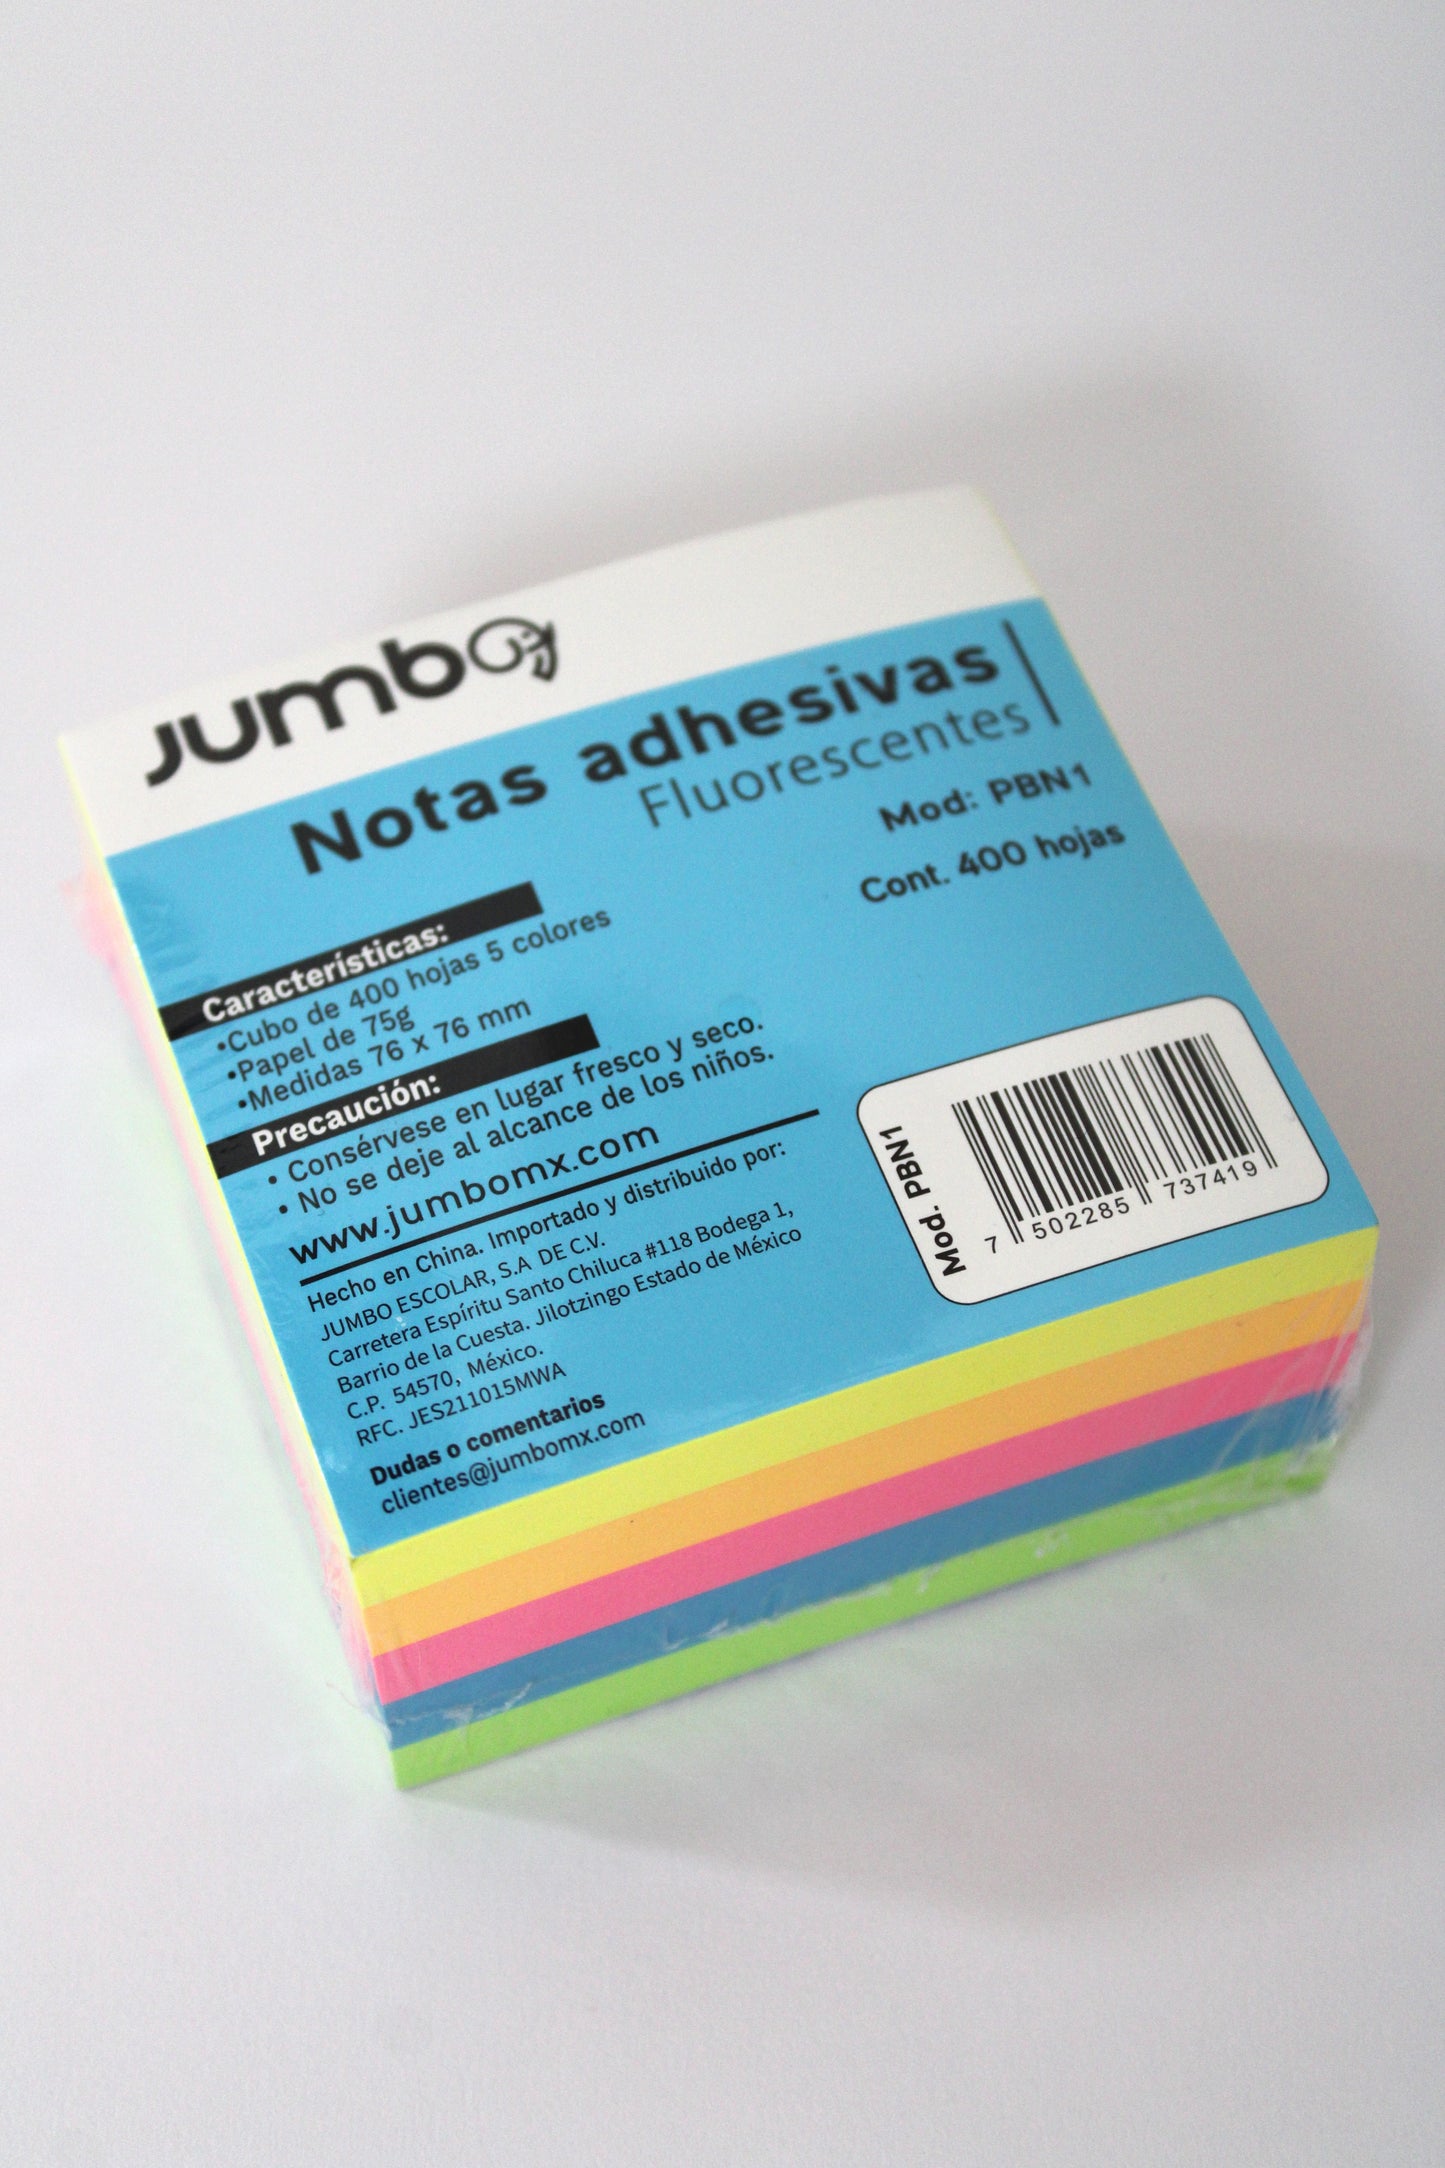 Jumbo
Notas adhesivas
Fluorescentes
Mod: PBN1
Cont. 400 hojas
Características:
•Cubo de 400 hojas 5 colores
•Papel de 75g
•Medidas 76 x 76 mm
Precaución:
• Consérvese en lugar fresco y seco.
• No se deje al alcance de los niños.
www.jumbomx.com
Hecho en China. Importado y distribuido por:
JUMBO ESCOLAR, S.A DE C.V.
Carretera Espíritu Santo Chiluca #118 Bodega 1,
Barrio de la Cuesta. Jilotzingo Estado de México
C.P. 54570, México.
RFC. JES211015MWA
Dudas o comentarios
clientes@jumbomx.com
Mod. PBN1
7 502285 737419